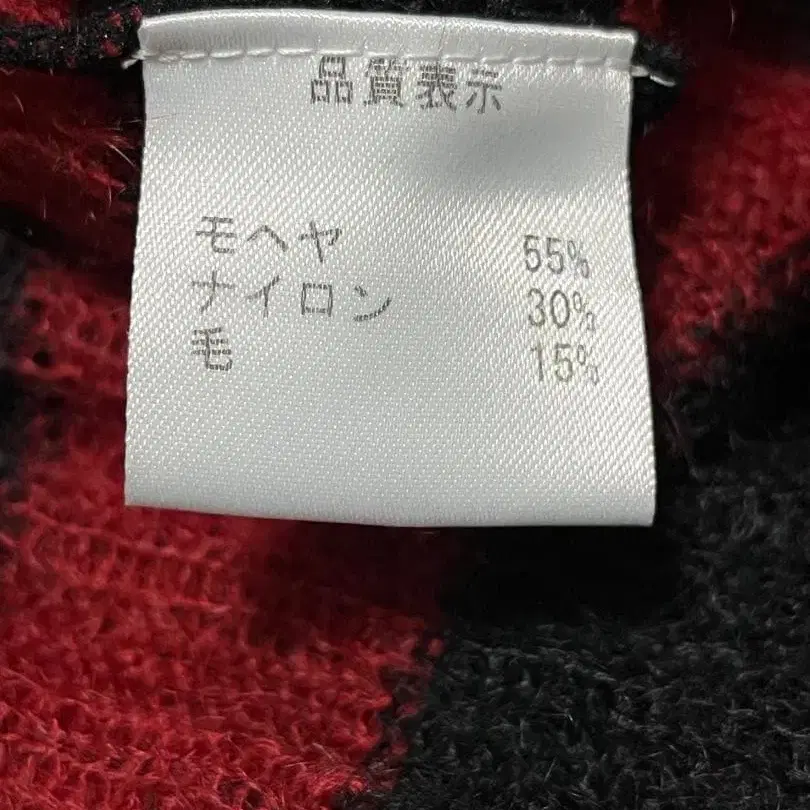 品質表示
モヘヤ 55%
ナイロン 30%
毛 15%